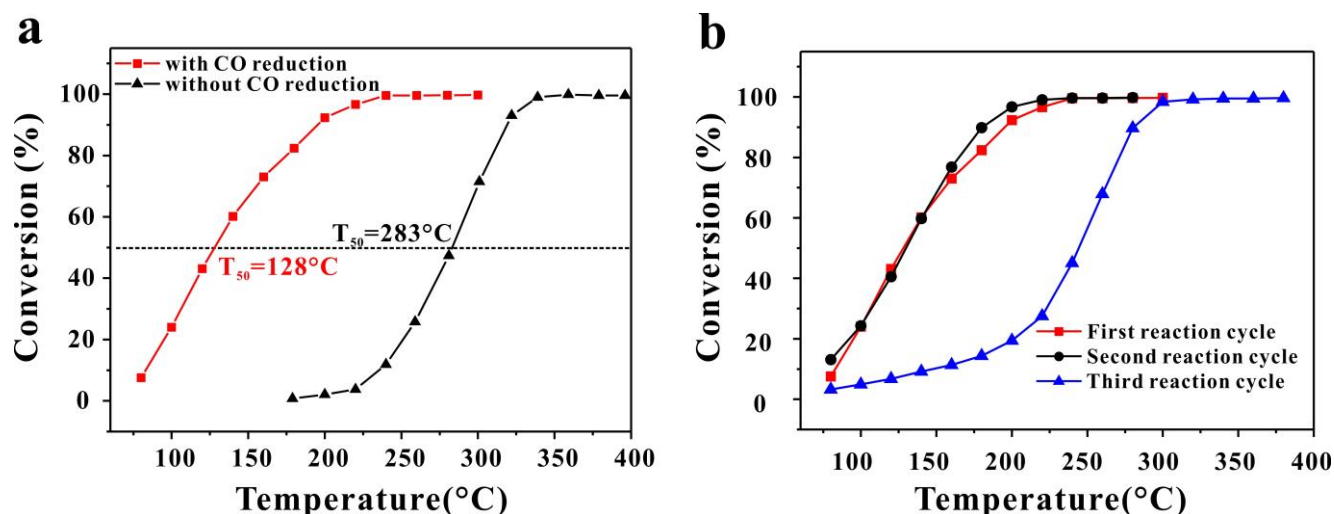 a
with CO reduction
without CO reduction
100
80
60
40
20
0
Conversion (%)
T₅₀=283°C
T₅₀=128°C
100 150 200 250 300 350 400
Temperature(°C)
b
100
80
60
40
20
0
Conversion (%)
First reaction cycle
Second reaction cycle
Third reaction cycle
100 150 200 250 300 350 400
Temperature(°C)